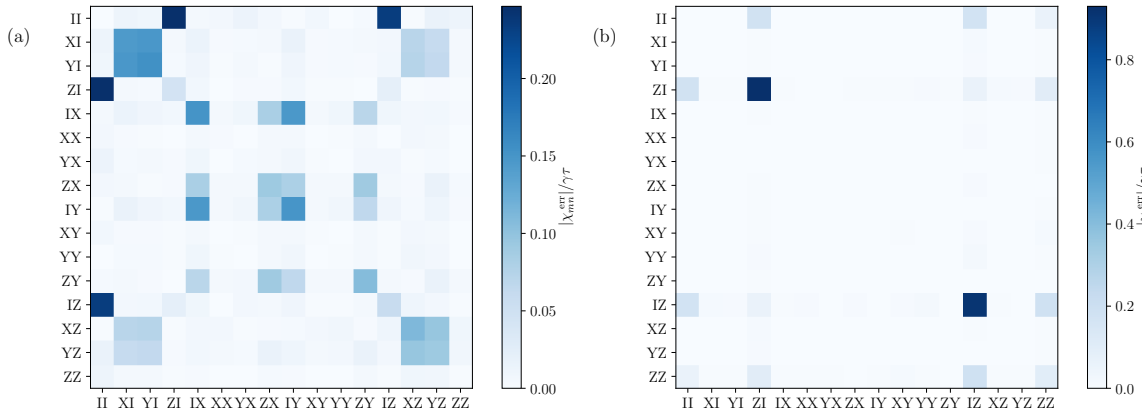 (a)
II
XI
YI
ZI
IX
XX
YX
ZX
IY
XY
YY
ZY
IZ
XZ
YZ
ZZ
II XI YI ZI IX XX YX ZX IY XY YY ZY IZ XZ YZ ZZ
0.20
0.15
0.10
0.05
0.00
|χ_mn^err|/γτ
(b)
II
XI
YI
ZI
IX
XX
YX
ZX
IY
XY
YY
ZY
IZ
XZ
YZ
ZZ
II XI YI ZI IX XX YX ZX IY XY YY ZY IZ XZ YZ ZZ
0.8
0.6
0.4
0.2
0.0